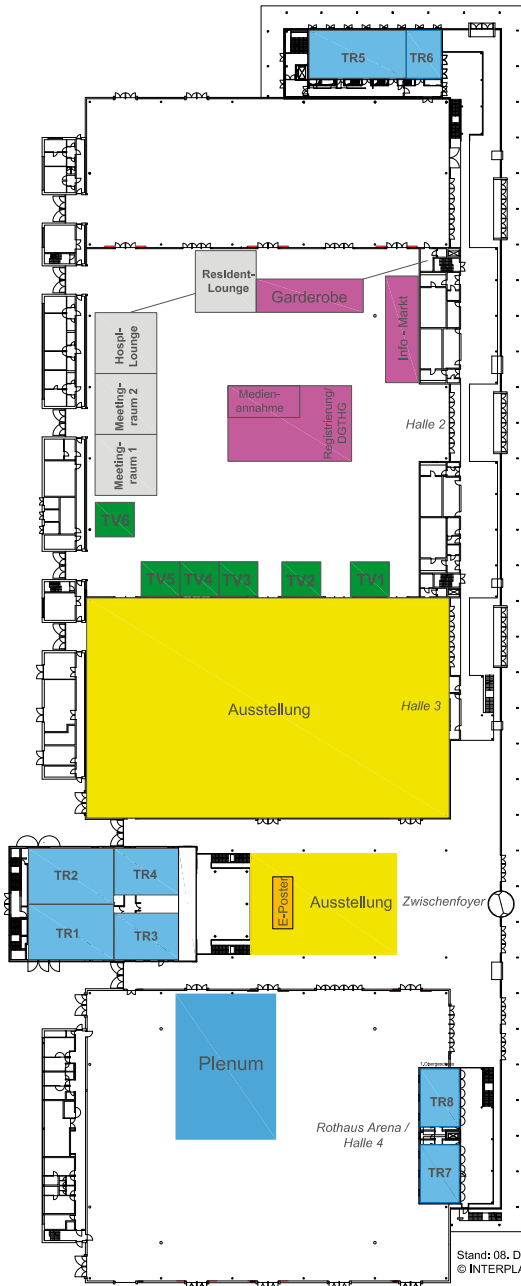 TR5
TR6
Resident-
Lounge
Garderobe
Info - Markt
Hospi-
Lounge
Meeting-
raum 2
Meeting-
raum 1
Medien-
annahme
Registrierung/
DGTHG
Halle 2
TV6
TV5
TV4
TV3
TV2
TV1
Ausstellung
Halle 3
TR2
TR4
TR1
TR3
E-Poster
Ausstellung
Zwischenfoyer
Plenum
Rothaus Arena /
Halle 4
TR8
TR7
Stand: 08. D
© INTERPLA